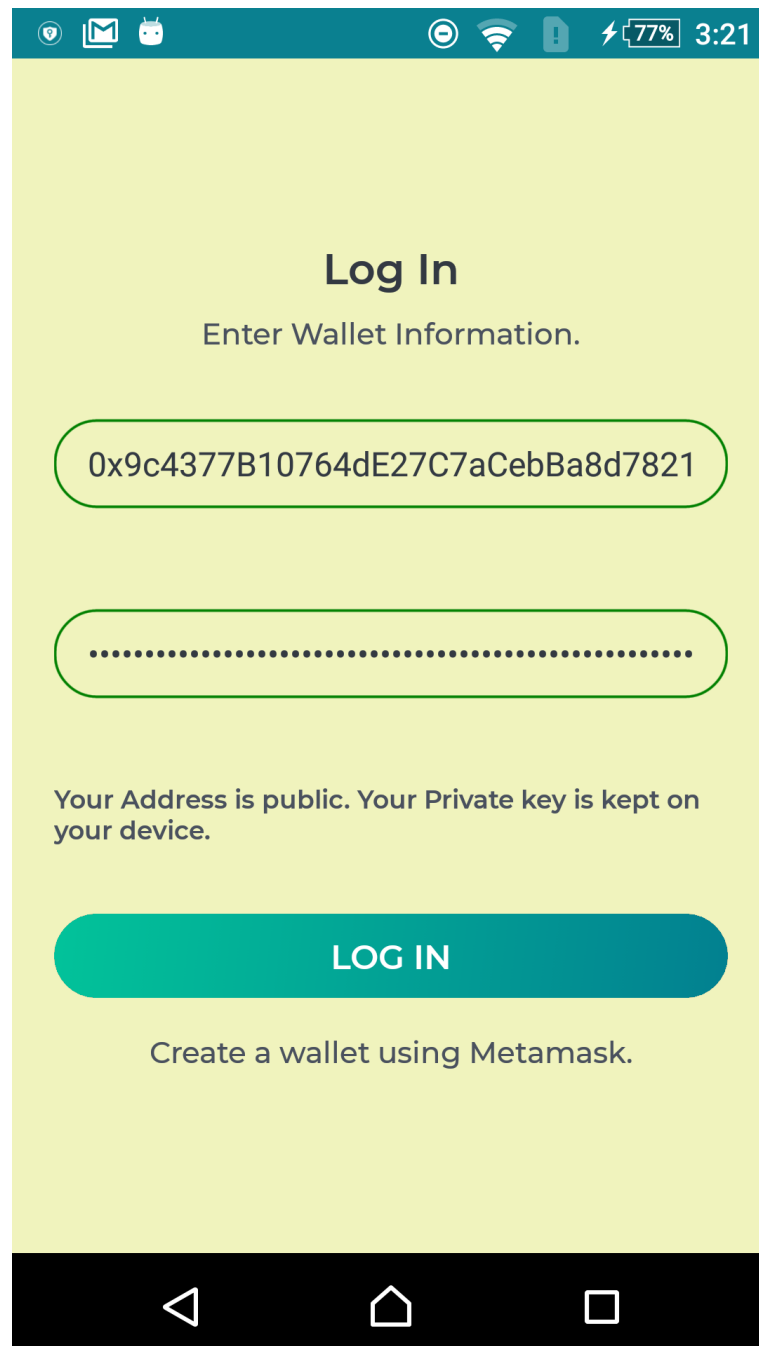 77% 3:21
Log In
Enter Wallet Information.
0x9c4377B10764dE27C7aCebBa8d7821
••••••••••••••••••••••••••••••••••••••••••••••••••••••
Your Address is public. Your Private key is kept on
your device.
LOG IN
Create a wallet using Metamask.